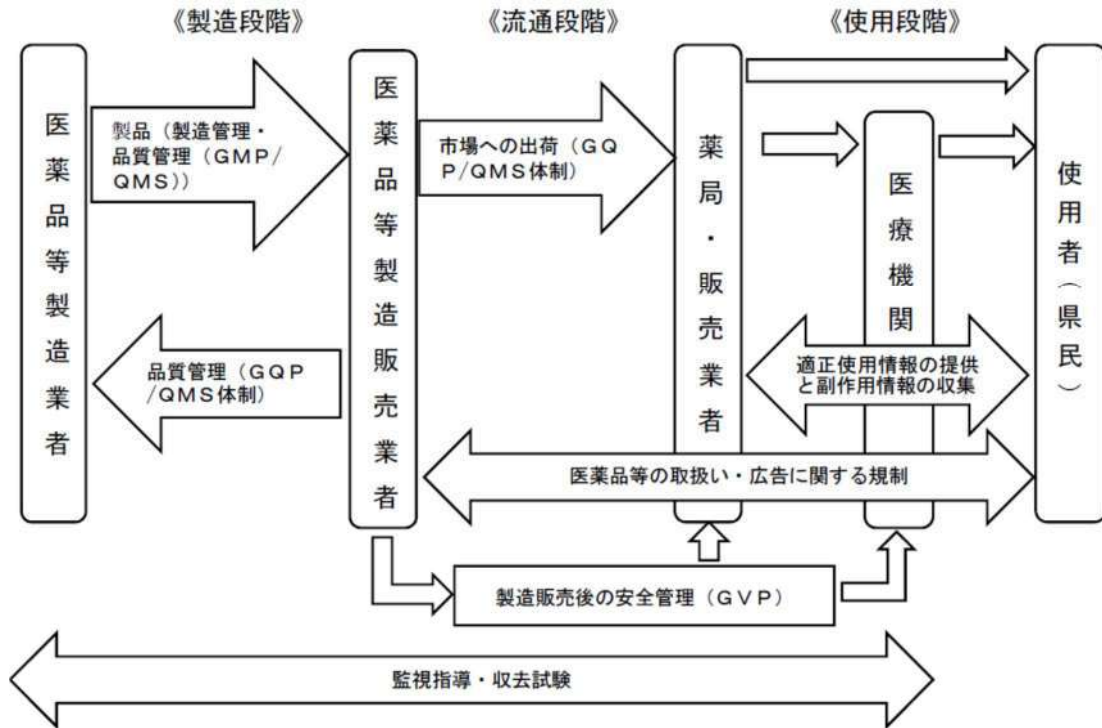 《製造段階》
《流通段階》
《使用段階》
医薬品等製造業者
製品（製造管理・
品質管理（GMP/
QMS））
医薬品等製造販売業者
市場への出荷（GQ
P/QMS体制）
薬局・販売業者
医療機関
使用者（県民）
品質管理（GQP
/QMS体制）
適正使用情報の提供
と副作用情報の収集
医薬品等の取扱い・広告に関する規制
製造販売後の安全管理（GVP）
監視指導・収去試験